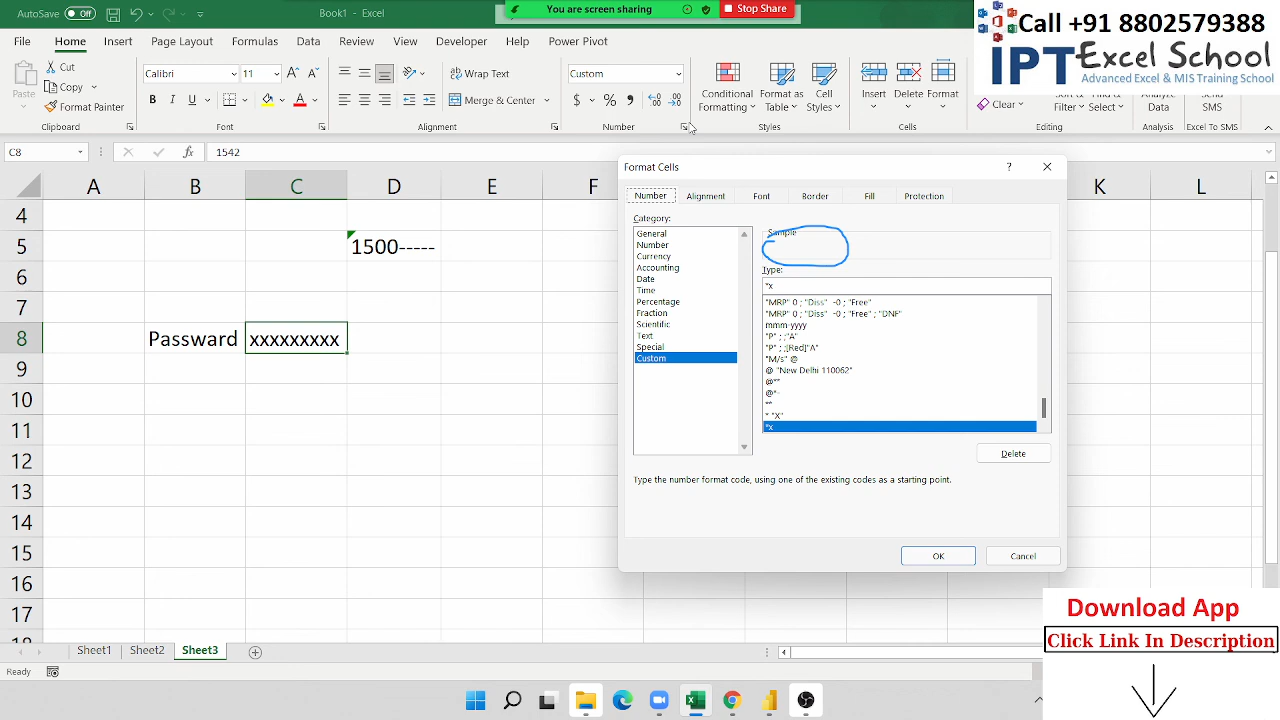 AutoSave Off
Book1 - Excel
You are screen sharing
Stop Share
Call +91 8802579388
IPT Excel School
Advanced Excel & MIS Training School
File Home Insert Page Layout Formulas Data Review View Developer Help Power Pivot
Paste
Cut
Copy
Format Painter
Clipboard
Calibri 11
B I U
Font
Wrap Text
Merge & Center
Alignment
Custom
$ % ,
Number
Conditional Formatting
Format as Table
Cell Styles
Styles
Insert Delete Format
Cells
Clear
Filter
Select
Editing
Data
Analysis
SMS
Excel To SMS
C8 fx 1542
A B C D E F K L
4
5 1500-----
6
7
8 Passward xxxxxxxxx
9
10
11
12
13
14
15
16
17
Format Cells
?
Number Alignment Font Border Fill Protection
Category:
General
Number
Currency
Accounting
Date
Time
Percentage
Fraction
Scientific
Text
Special
Custom
Sample
Type:
*x
"MRP" 0 ; "Diss" -0 ; "Free"
"MRP" 0 ; "Diss" -0 ; "Free" ; "DNF"
mmm-yyyy
"P" ; ;"A"
"P" ; ;[Red]"A"
"M/s" @
@ "New Delhi 110062"
@**
@*-
**
* "X"
*x
Delete
Type the number format code, using one of the existing codes as a starting point.
OK
Cancel
Download App
Click Link In Description
Sheet1 Sheet2 Sheet3
Ready